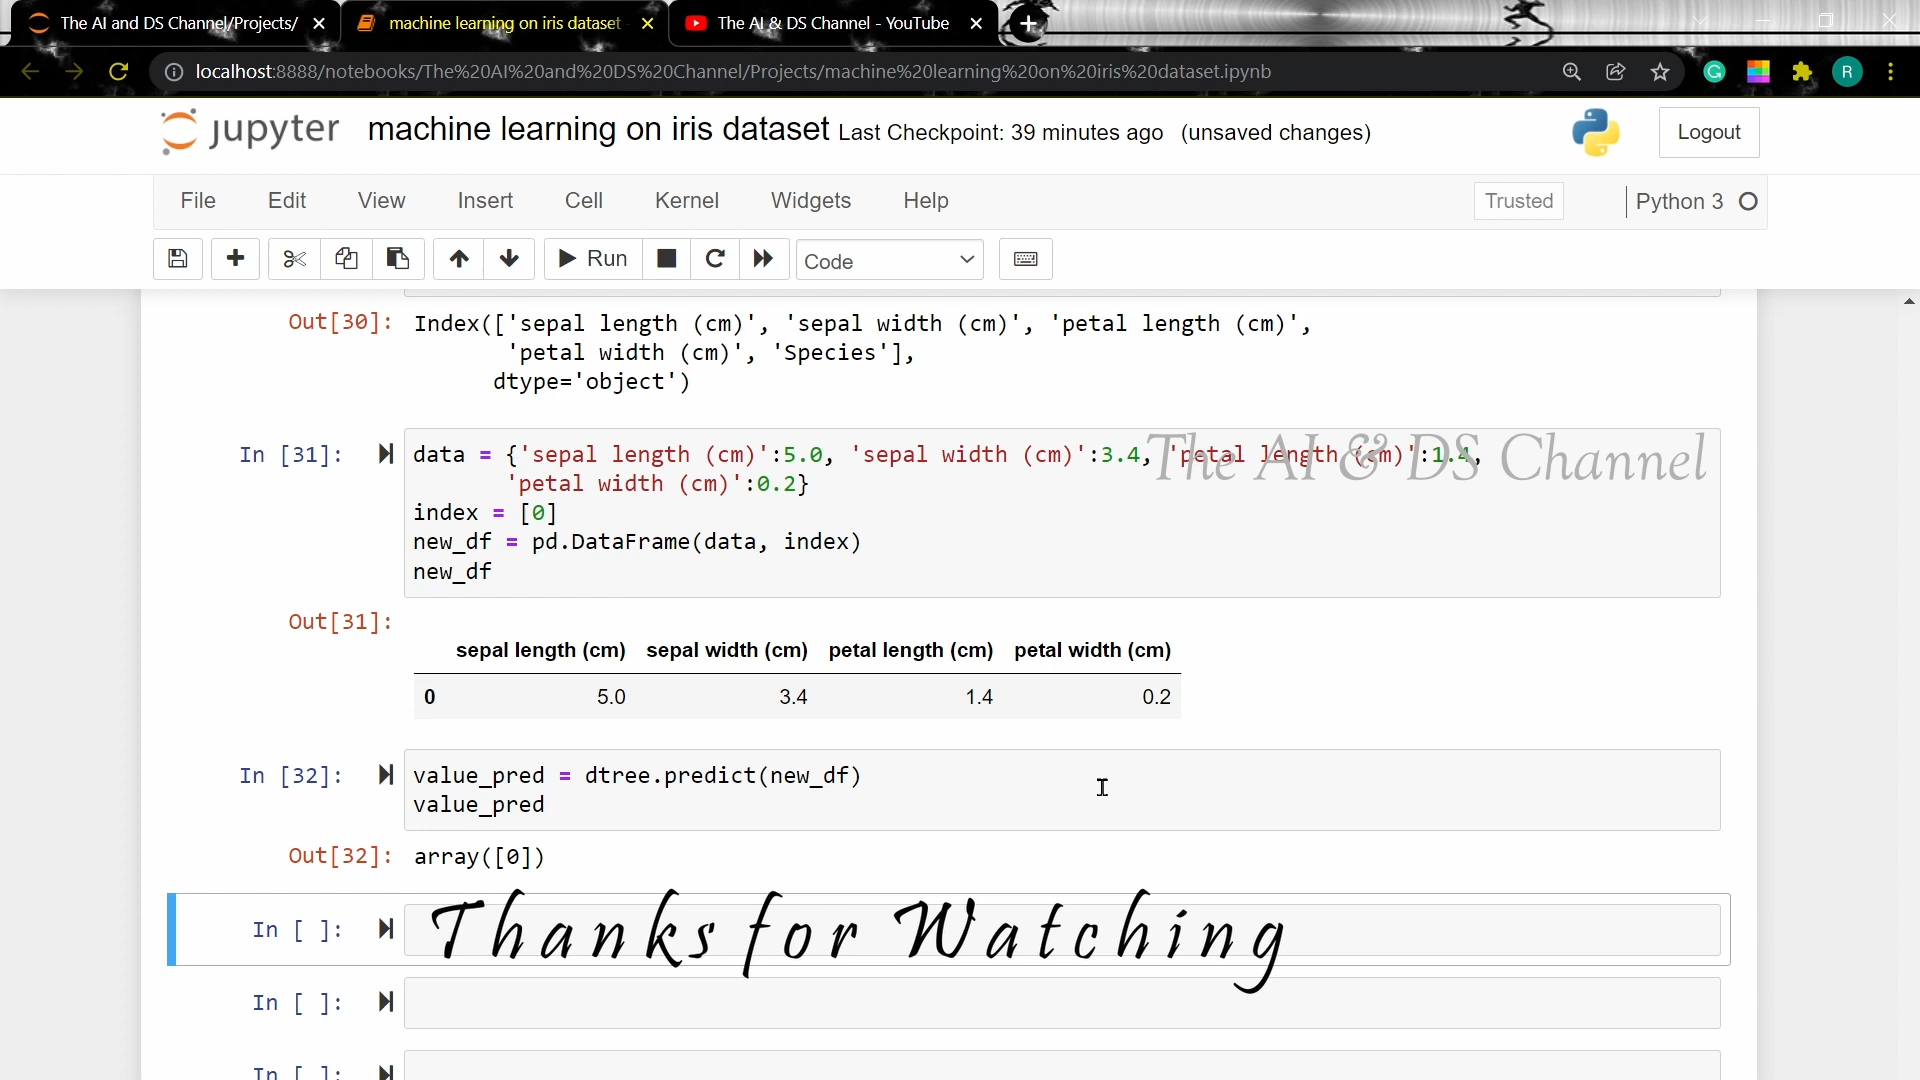 The AI and DS Channel/Projects/
machine learning on iris dataset
The AI & DS Channel - YouTube
localhost:8888/notebooks/The%20AI%20and%20DS%20Channel/Projects/machine%20learning%20on%20iris%20dataset.ipynb
R
jupyter machine learning on iris dataset Last Checkpoint: 39 minutes ago (unsaved changes)
Logout
File Edit View Insert Cell Kernel Widgets Help
Trusted
Python 3
Run
Code
Out[30]: Index(['sepal length (cm)', 'sepal width (cm)', 'petal length (cm)',
'petal width (cm)', 'Species'],
dtype='object')
The AI & DS Channel
In [31]: data = {'sepal length (cm)':5.0, 'sepal width (cm)':3.4, 'petal length (cm)':1.4,
'petal width (cm)':0.2}
index = [0]
new_df = pd.DataFrame(data, index)
new_df
Out[31]:
sepal length (cm) sepal width (cm) petal length (cm) petal width (cm)
0 5.0 3.4 1.4 0.2
In [32]: value_pred = dtree.predict(new_df)
value_pred
Out[32]: array([0])
In [ ]: Thanks for Watching
In [ ]:
In [ ]: